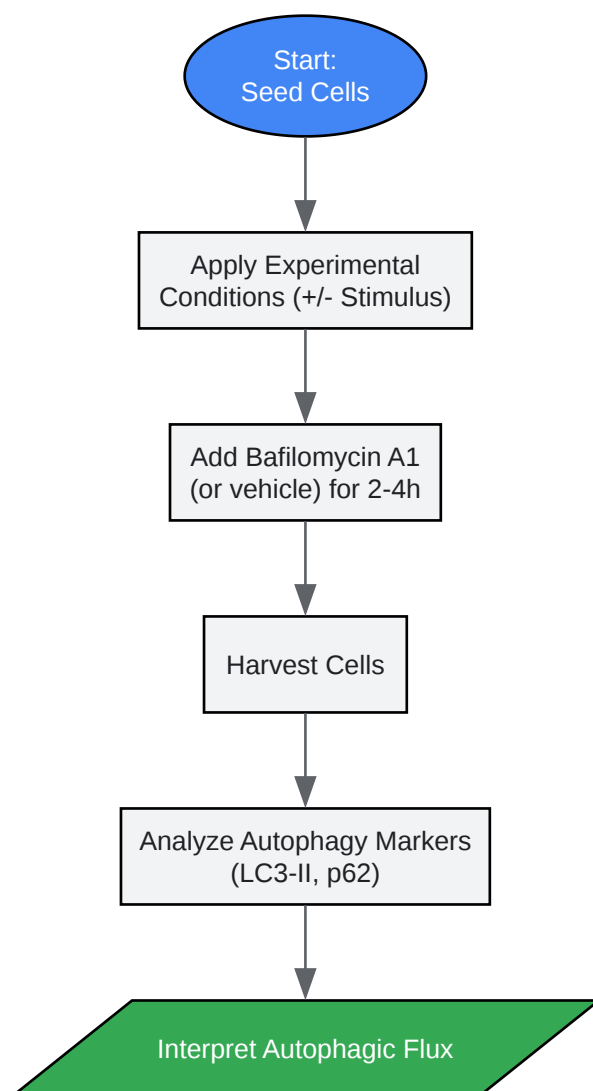 Start:
Seed Cells
Apply Experimental
Conditions (+/- Stimulus)
Add Bafilomycin A1
(or vehicle) for 2-4h
Harvest Cells
Analyze Autophagy Markers
(LC3-II, p62)
Interpret Autophagic Flux